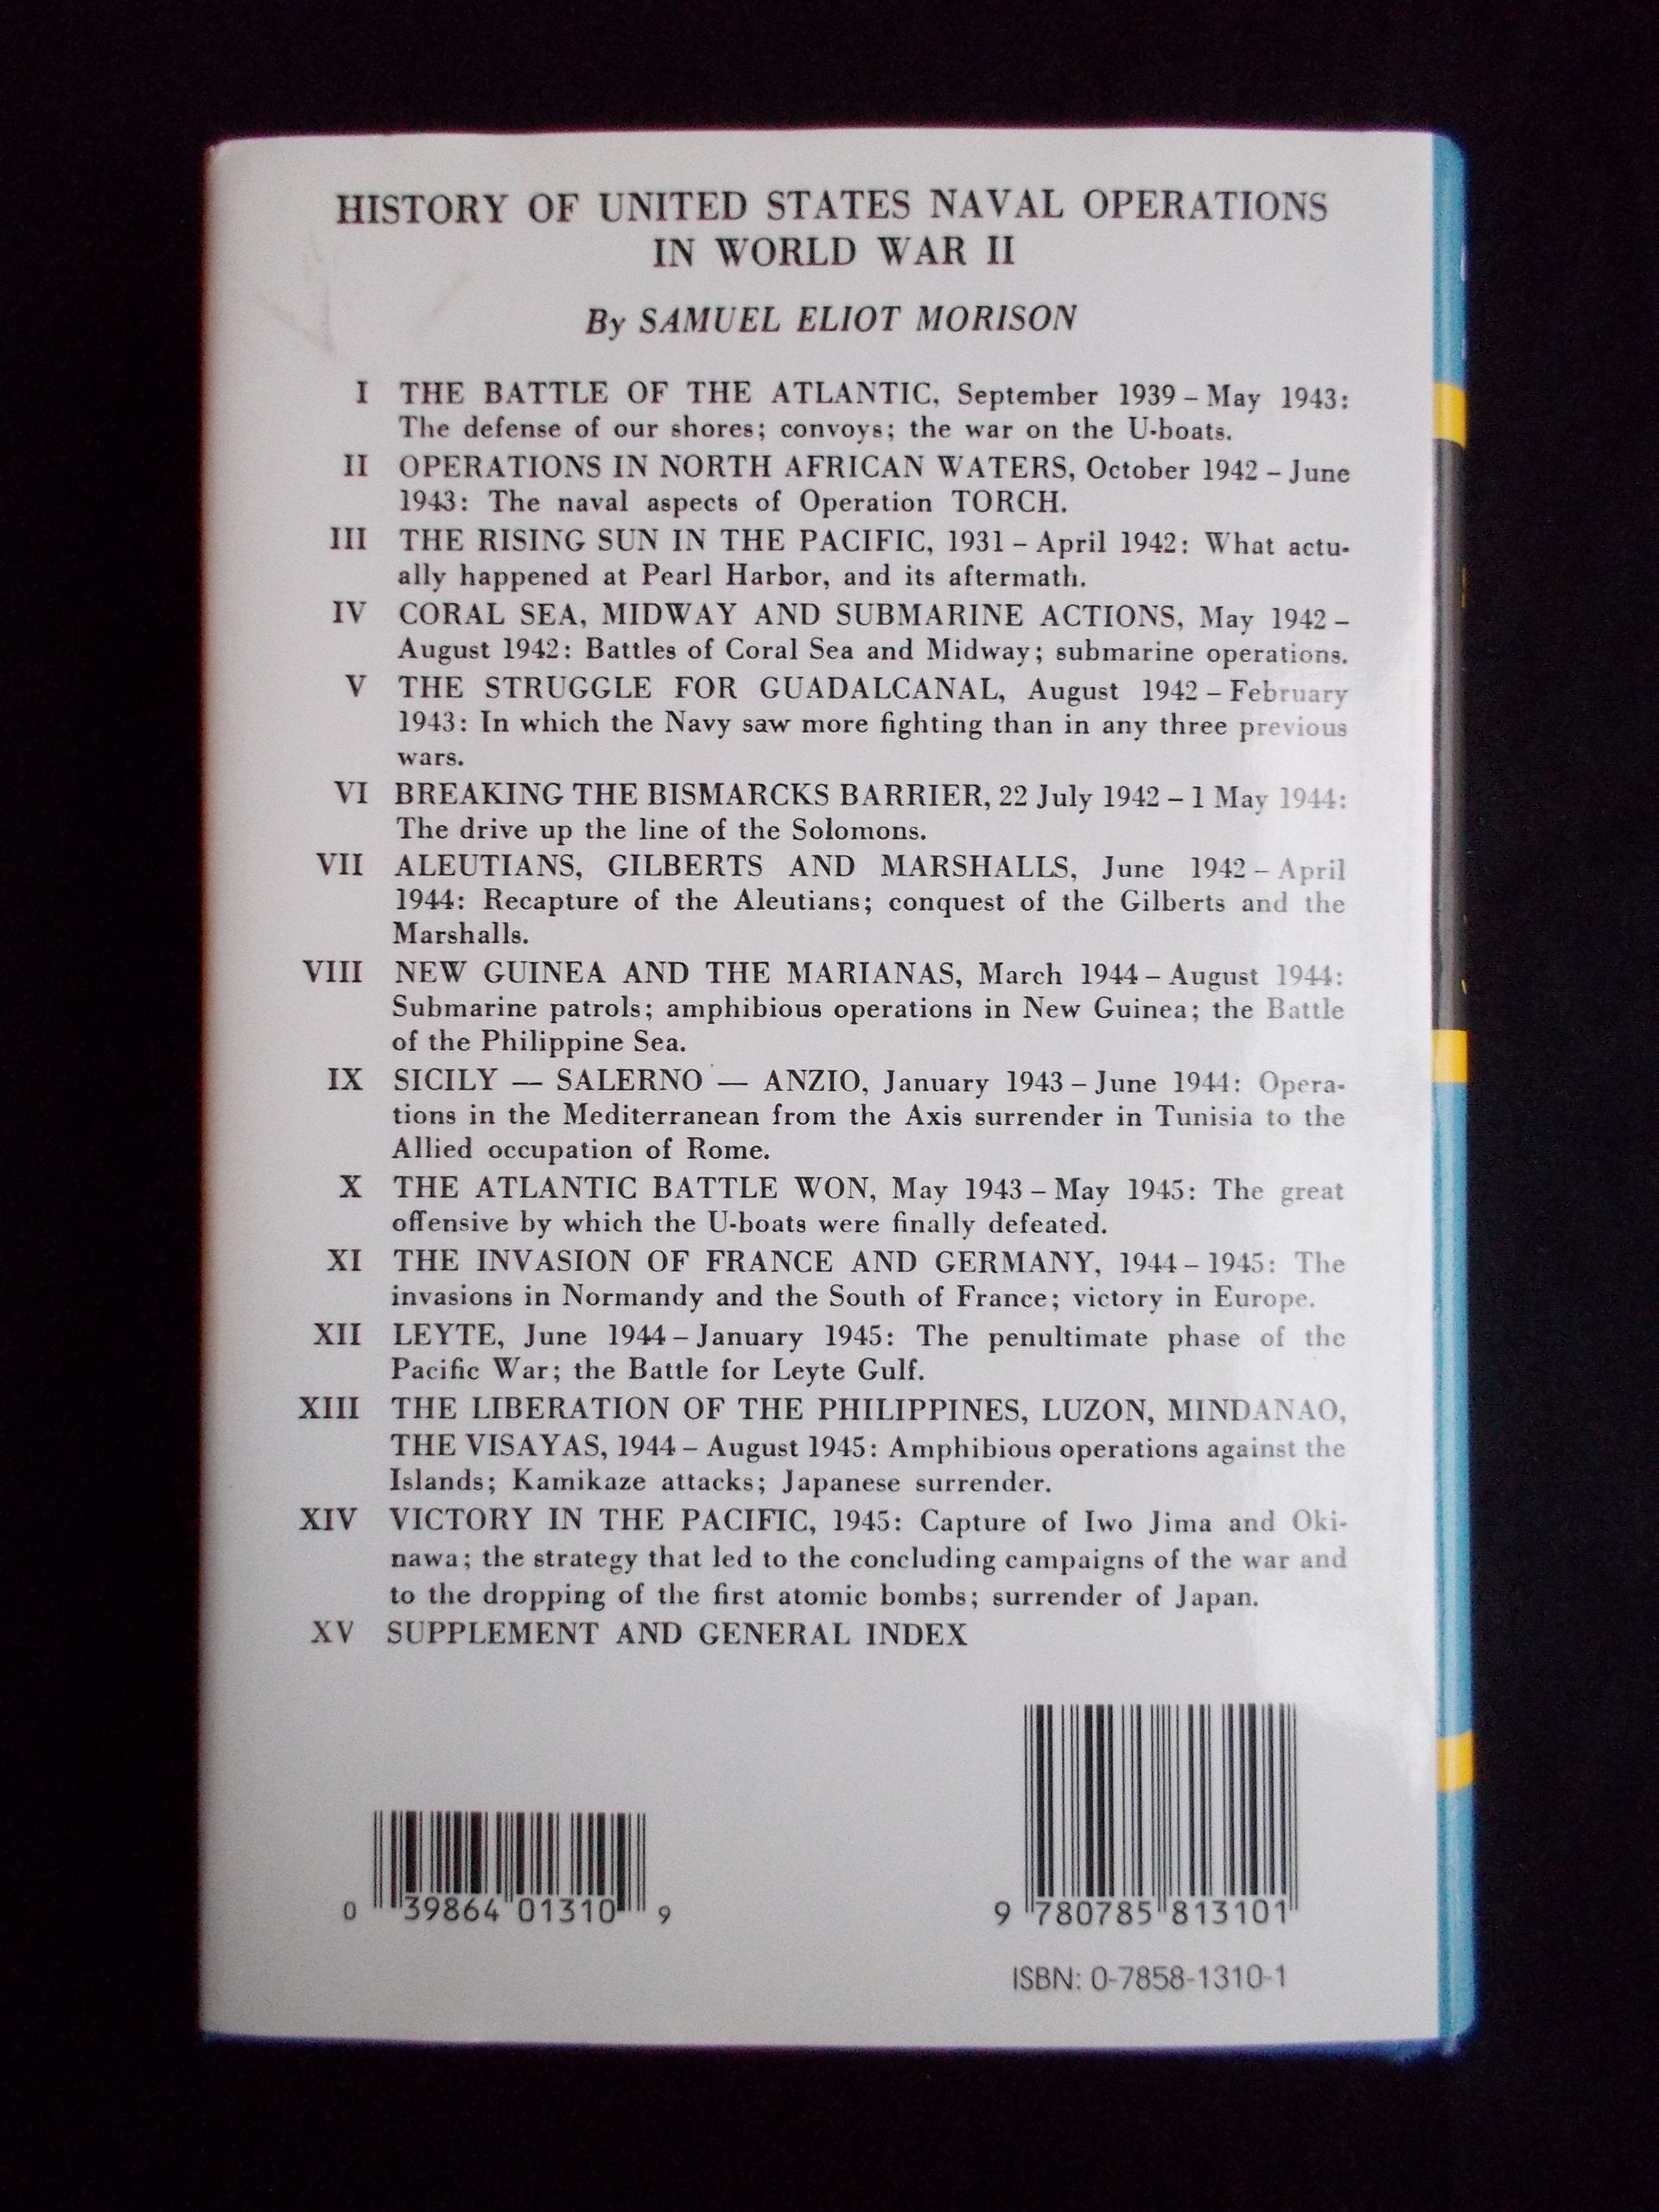 HISTORY OF UNITED STATES NAVAL OPERATIONS
IN WORLD WAR II
By SAMUEL ELIOT MORISON
I THE BATTLE OF THE ATLANTIC, September 1939 – May 1943:
The defense of our shores; convoys; the war on the U-boats.
II OPERATIONS IN NORTH AFRICAN WATERS, October 1942 – June
1943: The naval aspects of Operation TORCH.
III THE RISING SUN IN THE PACIFIC, 1931 – April 1942: What actu-
ally happened at Pearl Harbor, and its aftermath.
IV CORAL SEA, MIDWAY AND SUBMARINE ACTIONS, May 1942 –
August 1942: Battles of Coral Sea and Midway; submarine operations.
V THE STRUGGLE FOR GUADALCANAL, August 1942 – February
1943: In which the Navy saw more fighting than in any three previous
wars.
VI BREAKING THE BISMARCKS BARRIER, 22 July 1942 – 1 May 1944:
The drive up the line of the Solomons.
VII ALEUTIANS, GILBERTS AND MARSHALLS, June 1942 – April
1944: Recapture of the Aleutians; conquest of the Gilberts and the
Marshalls.
VIII NEW GUINEA AND THE MARIANAS, March 1944 – August 1944:
Submarine patrols; amphibious operations in New Guinea; the Battle
of the Philippine Sea.
IX SICILY — SALERNO — ANZIO, January 1943 – June 1944: Opera-
tions in the Mediterranean from the Axis surrender in Tunisia to the
Allied occupation of Rome.
X THE ATLANTIC BATTLE WON, May 1943 – May 1945: The great
offensive by which the U-boats were finally defeated.
XI THE INVASION OF FRANCE AND GERMANY, 1944 – 1945: The
invasions in Normandy and the South of France; victory in Europe.
XII LEYTE, June 1944 – January 1945: The penultimate phase of the
Pacific War; the Battle for Leyte Gulf.
XIII THE LIBERATION OF THE PHILIPPINES, LUZON, MINDANAO,
THE VISAYAS, 1944 – August 1945: Amphibious operations against the
Islands; Kamikaze attacks; Japanese surrender.
XIV VICTORY IN THE PACIFIC, 1945: Capture of Iwo Jima and Oki-
nawa; the strategy that led to the concluding campaigns of the war and
to the dropping of the first atomic bombs; surrender of Japan.
XV SUPPLEMENT AND GENERAL INDEX
0 39864 01310 9
9 780785 813101
ISBN: 0-7858-1310-1